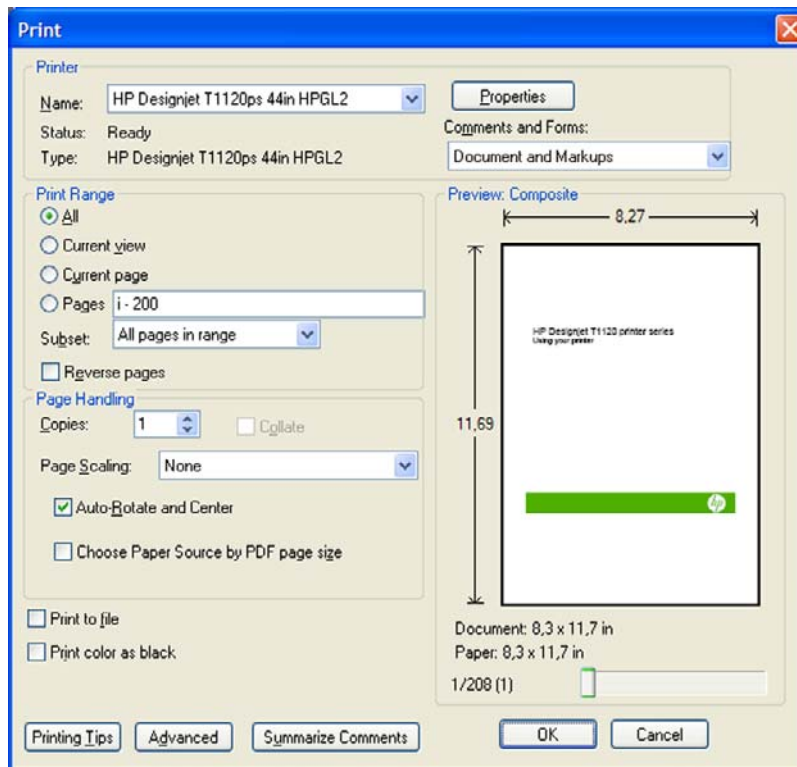 Print
Printer
Name: HP Designjet T1120ps 44in HPGL2
Properties
Status: Ready
Comments and Forms:
Type: HP Designjet T1120ps 44in HPGL2
Document and Markups
Print Range
All
Current view
Current page
Pages i - 200
Subset: All pages in range
Reverse pages
Page Handling
Copies: 1 Collate
Page Scaling: None
Auto-Rotate and Center
Choose Paper Source by PDF page size
Print to file
Print color as black
Preview: Composite
8,27
11,69
HP Designjet T1120 printer series
Using your printer
hp
Document: 8,3 x 11,7 in
Paper: 8,3 x 11,7 in
1/208 (1)
Printing Tips Advanced Summarize Comments OK Cancel